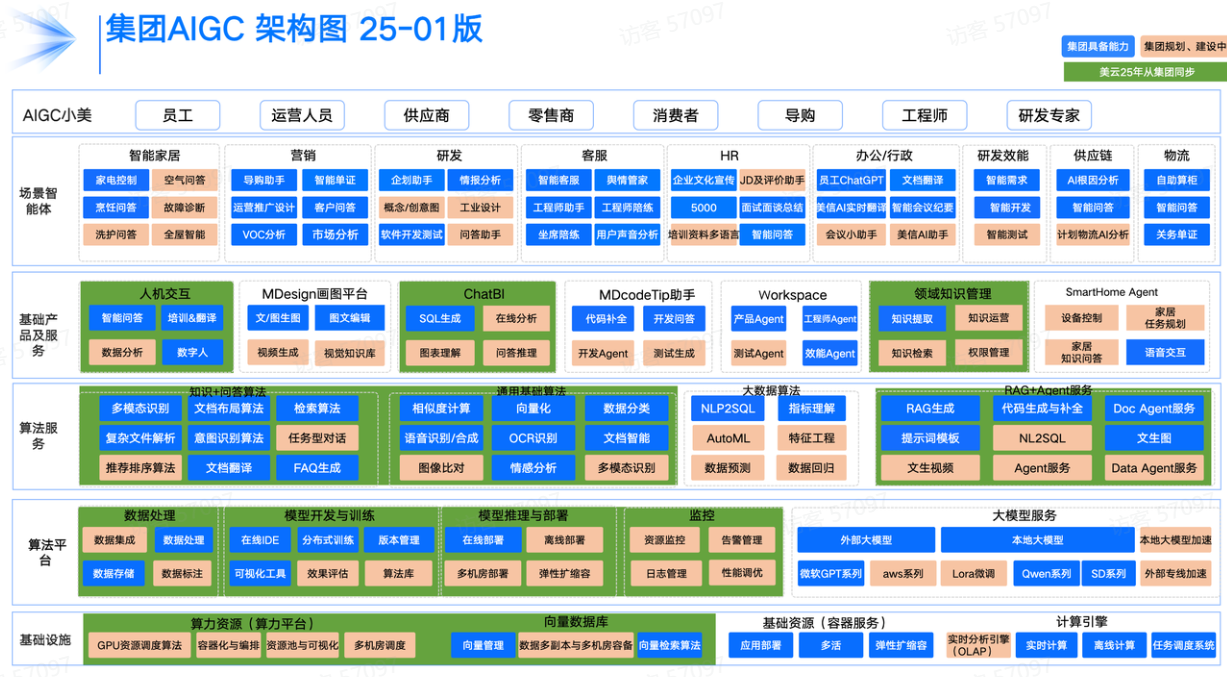 集团AIGC 架构图 25-01版
集团具备能力 集团规划、建设中
美云25年从集团同步
AIGC小美 员工 运营人员 供应商 零售商 消费者 导购 工程师 研发专家
场景智能体
智能家居
家电控制 空气问答
烹饪问答 故障诊断
洗护问答 全屋智能
营销
导购助手 智能单证
运营推广设计 客户问答
VOC分析 市场分析
研发
企划助手 情报分析
概念/创意图 工业设计
软件开发测试 问答助手
客服
智能客服 舆情管家
工程师助手 工程师陪练
坐席陪练 用户声音分析
HR
企业文化宣传 JD及评价助手
5000 面试面谈总结
培训资料多语言 智能问答
办公/行政
员工ChatGPT 文档翻译
美信AI实时翻译 智能会议纪要
会议小助手 美信AI助手
研发效能
智能需求
智能开发
智能测试
供应链
AI根因分析
智能问答
计划物流AI分析
物流
自助算柜
智能问答
关务单证
基础产品及服务
人机交互
智能问答 培训&翻译
数据分析 数字人
MDesign画图平台
文/图生图 图文编辑
视频生成 视觉知识库
ChatBI
SQL生成 在线分析
图表理解 问答推理
MDcodeTip助手
代码补全 开发问答
开发Agent 测试生成
Workspace
产品Agent 工程师Agent
测试Agent 效能Agent
领域知识管理
知识提取 知识运营
知识检索 权限管理
SmartHome Agent
设备控制 家居任务规划
家居知识问答 语音交互
算法服务
知识+问答算法
多模态识别 文档布局算法 检索算法
复杂文件解析 意图识别算法 任务型对话
推荐排序算法 文档翻译 FAQ生成
通用基础算法
相似度计算 向量化 数据分类
语音识别/合成 OCR识别 文档智能
图像比对 情感分析 多模态识别
大数据算法
NLP2SQL 指标理解
AutoML 特征工程
数据预测 数据回归
RAG+Agent服务
RAG生成 代码生成与补全 Doc Agent服务
提示词模板 NL2SQL 文生图
文生视频 Agent服务 Data Agent服务
算法平台
数据处理
数据集成 数据处理
数据存储 数据标注
模型开发与训练
在线IDE 分布式训练 版本管理
可视化工具 效果评估 算法库
模型推理与部署
在线部署 离线部署
多机房部署 弹性扩缩容
监控
资源监控 告警管理
日志管理 性能调优
大模型服务
外部大模型 本地大模型 本地大模型加速
微软GPT系列 aws系列 Lora微调 Qwen系列 SD系列 外部专线加速
基础设施
算力资源（算力平台）
GPU资源调度算法 容器化与编排 资源池与可视化 多机房调度
向量数据库
向量管理 数据多副本与多机房容备 向量检索算法
基础资源（容器服务）
应用部署 多活 弹性扩缩容
计算引擎
实时分析引擎（OLAP） 实时计算 离线计算 任务调度系统
访客 57097